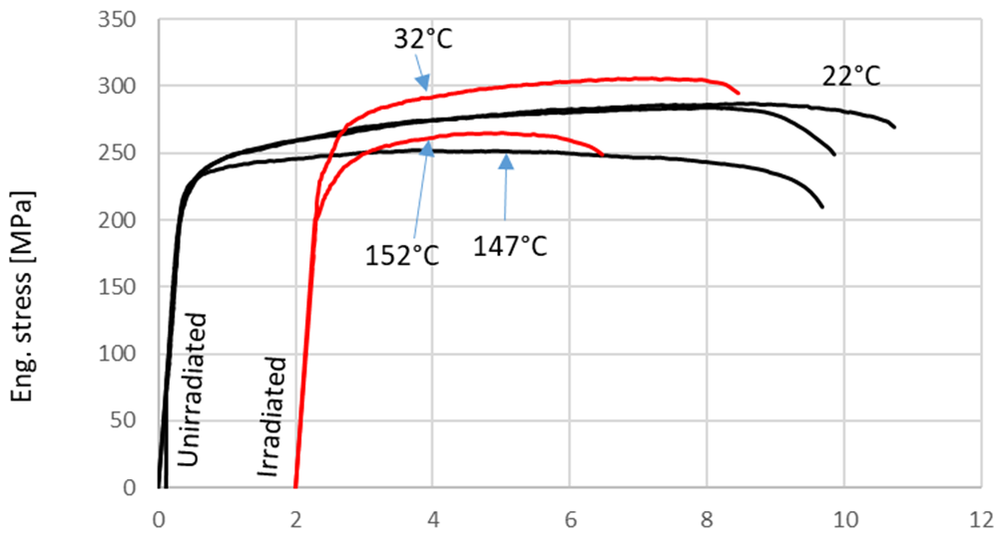 350
300
250
200
150
100
50
0
Eng. stress [MPa]
32°C
22°C
152°C
147°C
Unirradiated
Irradiated
0 2 4 6 8 10 12